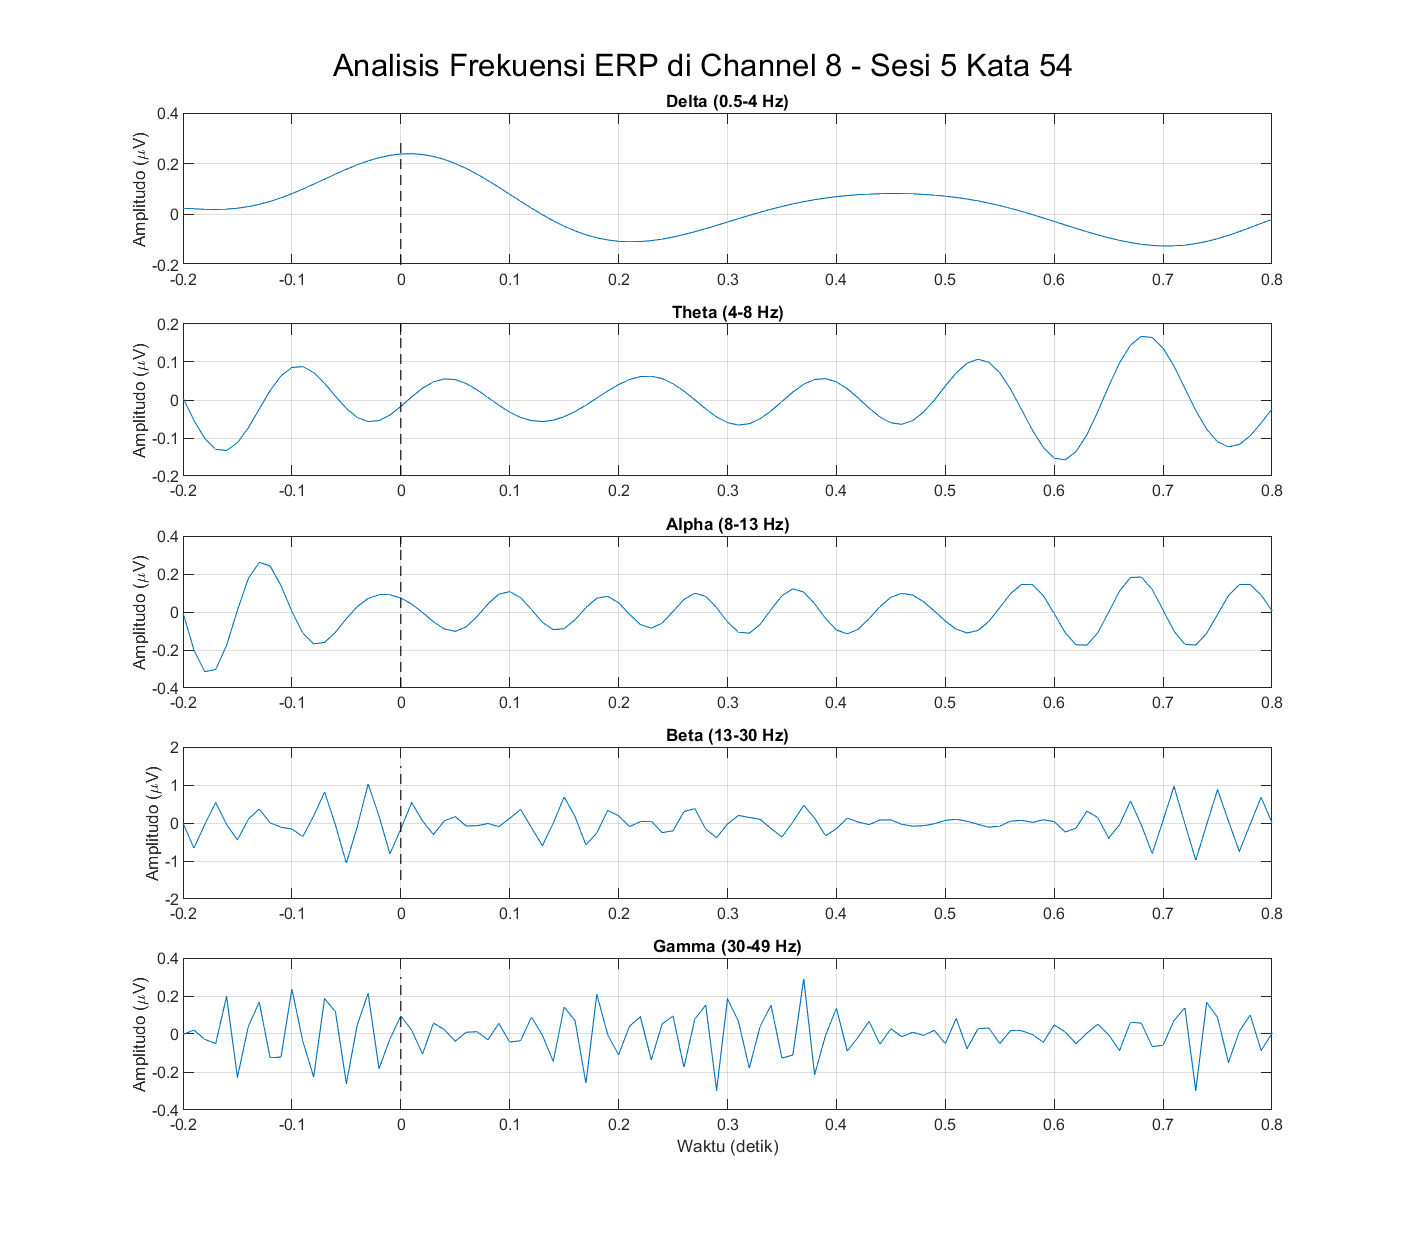 Analisis Frekuensi ERP di Channel 8 - Sesi 5 Kata 54
Delta (0.5-4 Hz)
Amplitudo (μV)
0.4
0.2
0
-0.2
-0.2 -0.1 0 0.1 0.2 0.3 0.4 0.5 0.6 0.7 0.8
Theta (4-8 Hz)
Amplitudo (μV)
0.2
0.1
0
-0.1
-0.2
-0.2 -0.1 0 0.1 0.2 0.3 0.4 0.5 0.6 0.7 0.8
Alpha (8-13 Hz)
Amplitudo (μV)
0.4
0.2
0
-0.2
-0.4
-0.2 -0.1 0 0.1 0.2 0.3 0.4 0.5 0.6 0.7 0.8
Beta (13-30 Hz)
Amplitudo (μV)
2
1
0
-1
-2
-0.2 -0.1 0 0.1 0.2 0.3 0.4 0.5 0.6 0.7 0.8
Gamma (30-49 Hz)
Amplitudo (μV)
0.4
0.2
0
-0.2
-0.4
-0.2 -0.1 0 0.1 0.2 0.3 0.4 0.5 0.6 0.7 0.8
Waktu (detik)